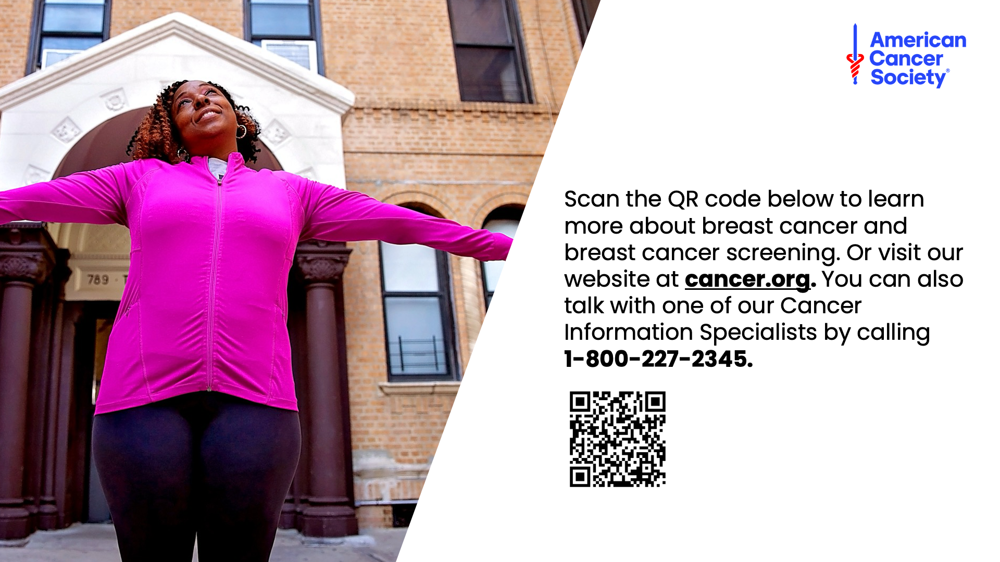 American
Cancer
Society®
Scan the QR code below to learn
more about breast cancer and
breast cancer screening. Or visit our
website at cancer.org. You can also
talk with one of our Cancer
Information Specialists by calling
1-800-227-2345.
789